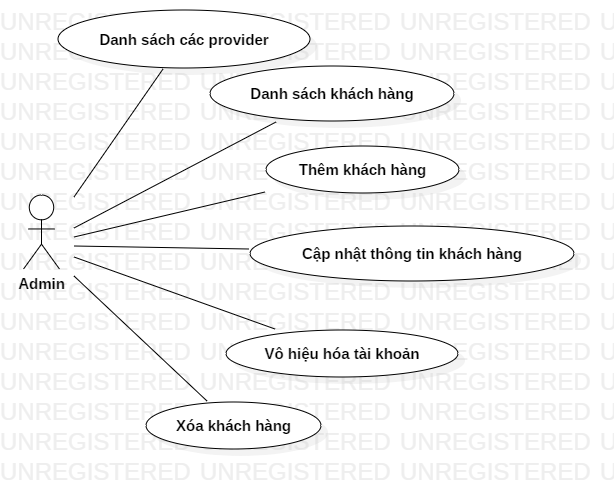 Danh sách các provider
Danh sách khách hàng
Thêm khách hàng
Cập nhật thông tin khách hàng
Admin
Vô hiệu hóa tài khoản
Xóa khách hàng
UNREGISTERED